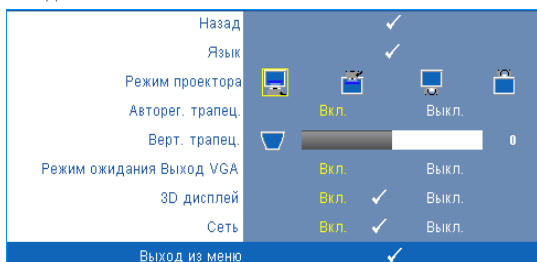 Назад
Язык
Режим проектора
Авторег. трапец. Вкл. Выкл.
Верт. трапец. 0
Режим ожидания Выход VGA Вкл. Выкл.
3D дисплей Вкл. Выкл.
Сеть Вкл. Выкл.
Выход из меню